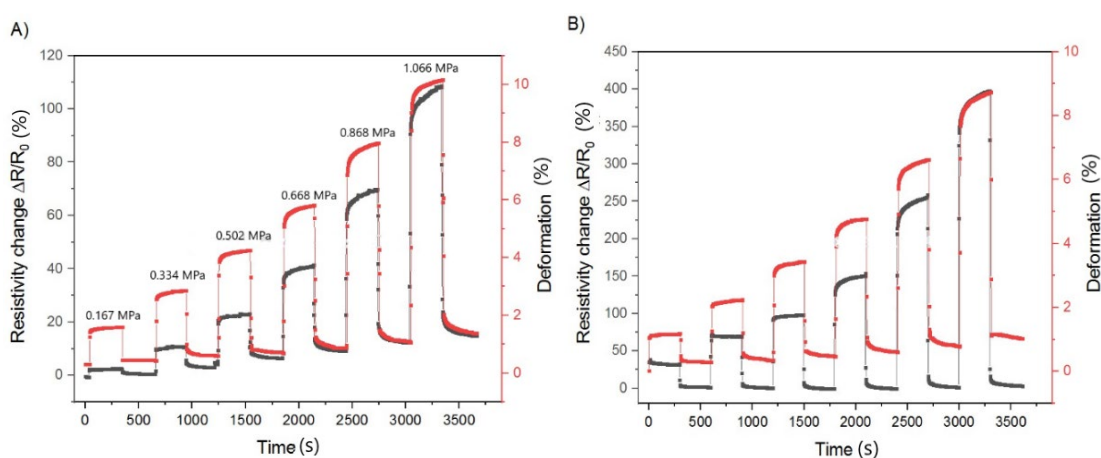 A)
Resistivity change ΔR/R₀ (%)
120
100
80
60
40
20
0
0.167 MPa
0.334 MPa
0.502 MPa
0.668 MPa
0.868 MPa
1.066 MPa
10
8
6
4
2
0
Deformation (%)
0 500 1000 1500 2000 2500 3000 3500
Time (s)
B)
Resistivity change ΔR/R₀ (%)
450
400
350
300
250
200
150
100
50
0
10
8
6
4
2
0
Deformation (%)
0 500 1000 1500 2000 2500 3000 3500
Time (s)